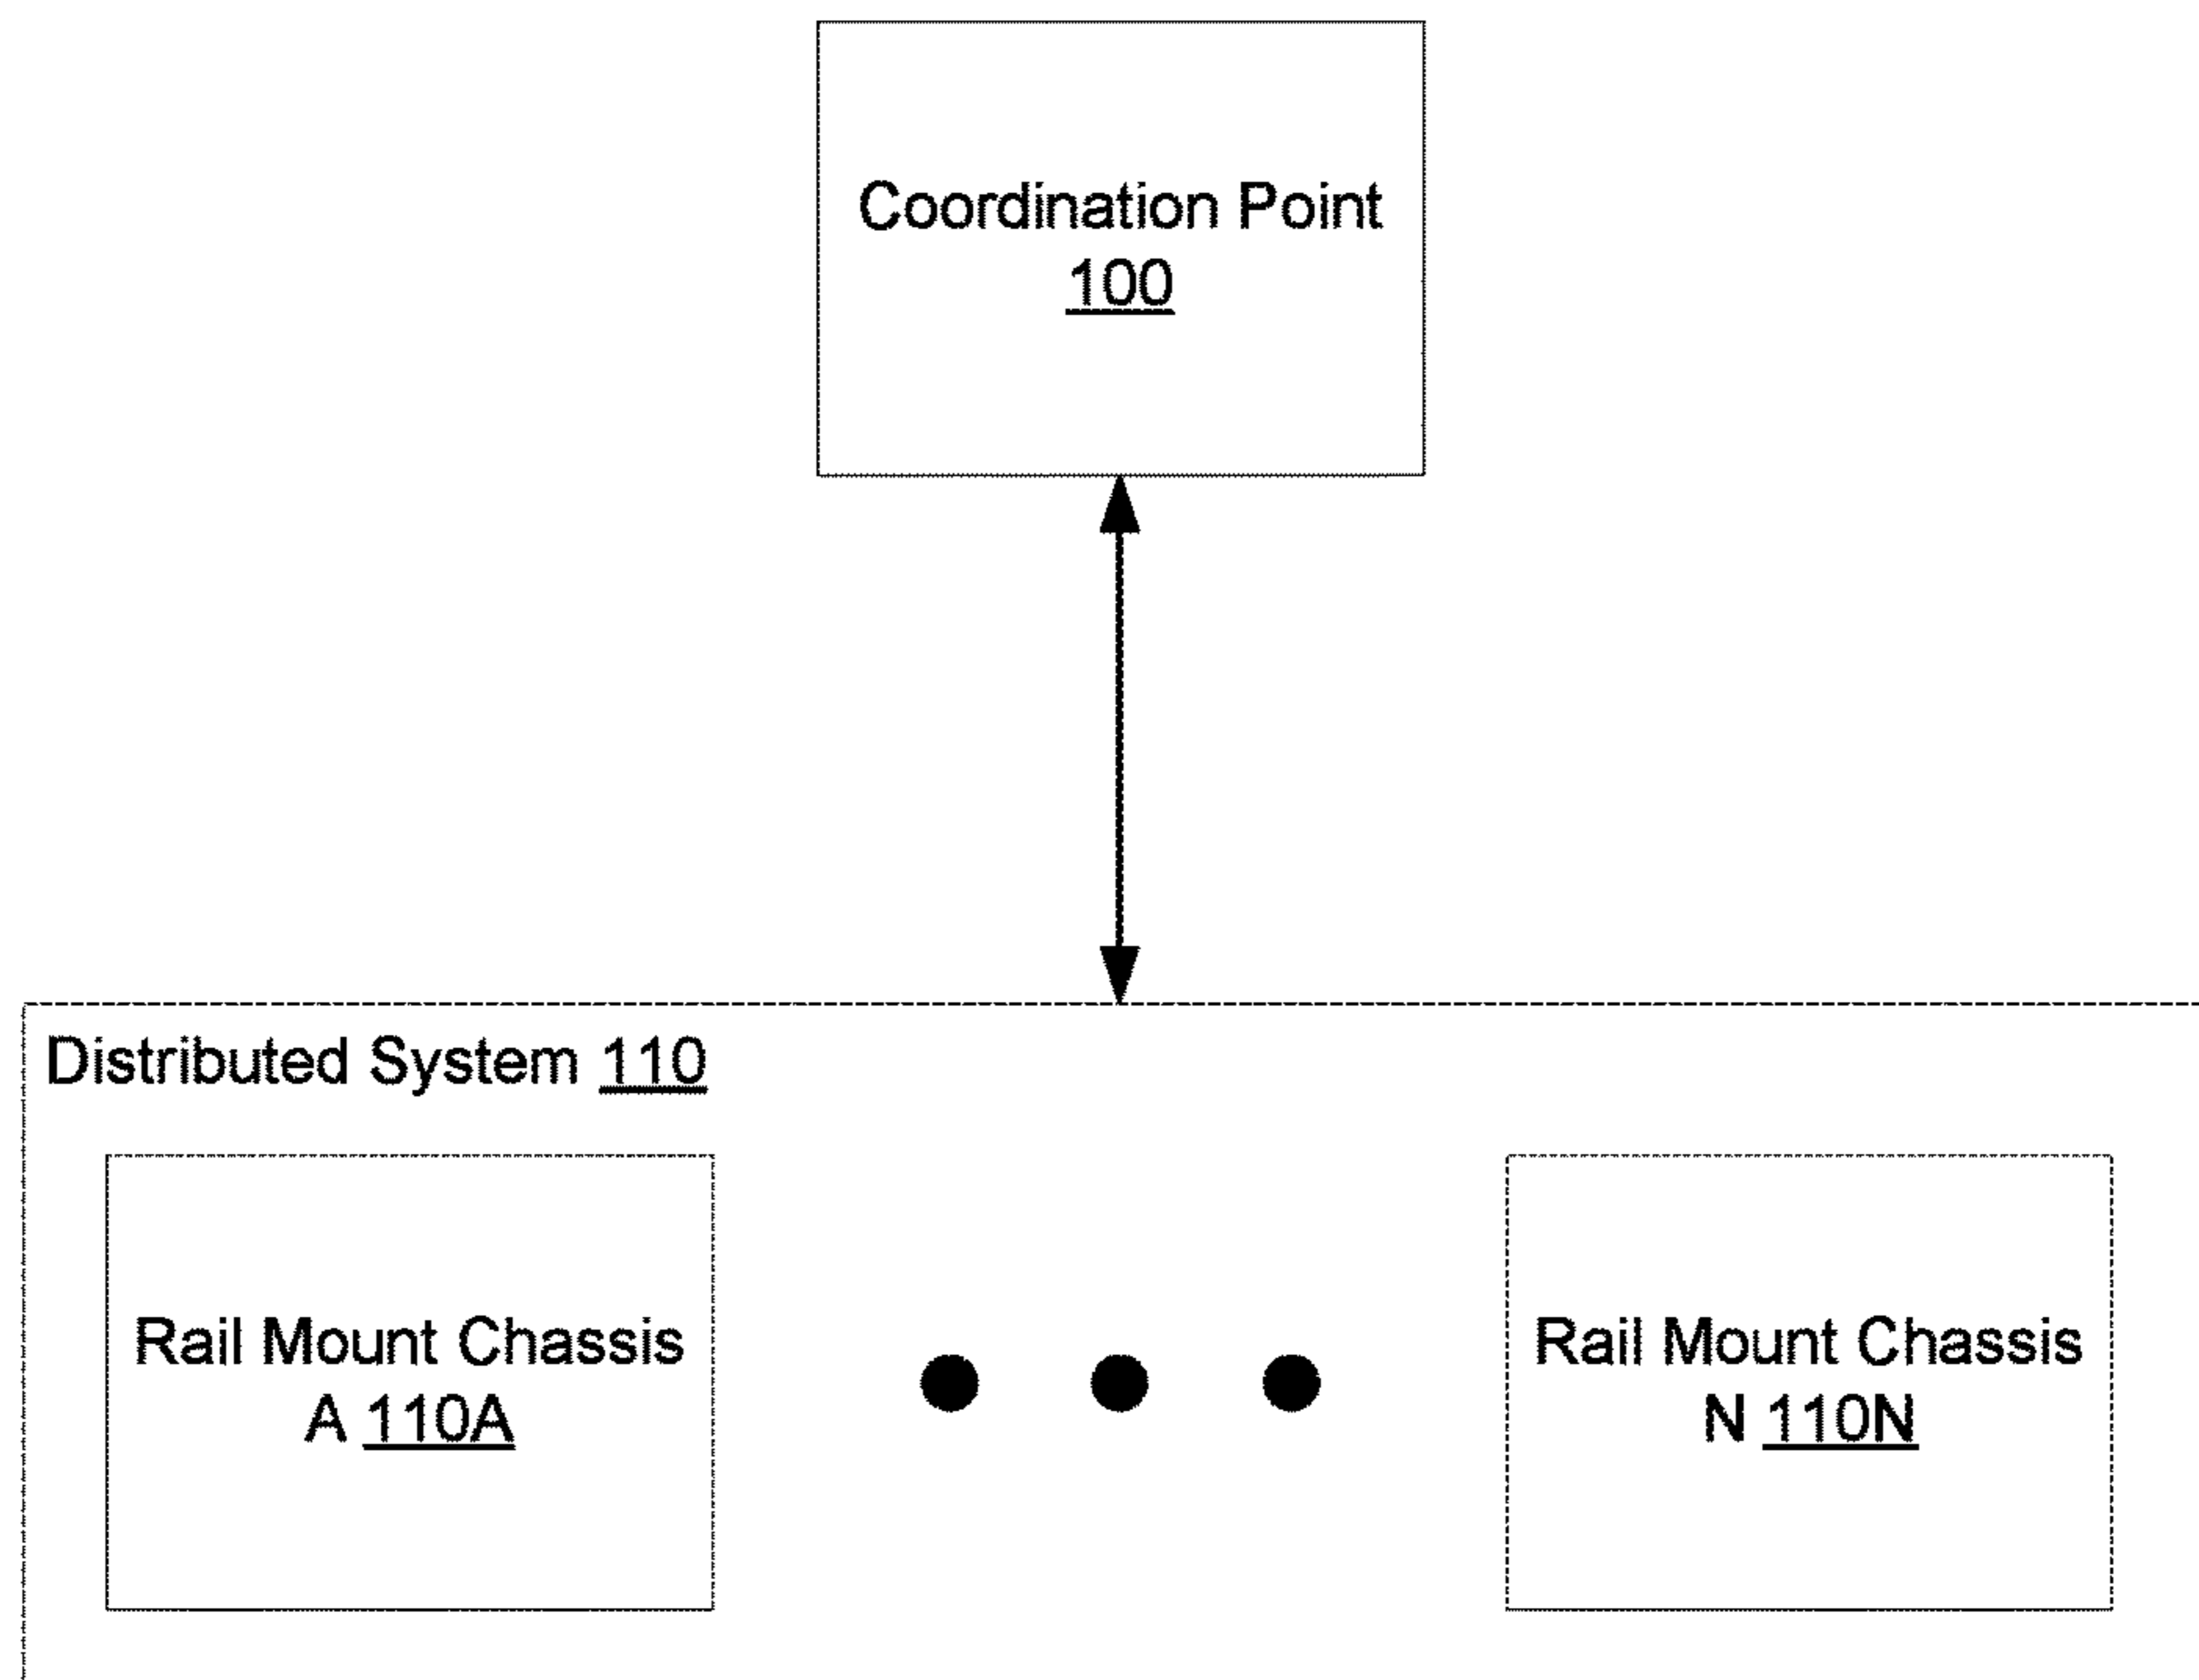 Coordination Point
100
Distributed System 110
Rail Mount Chassis
A 110A
Rail Mount Chassis
N 110N